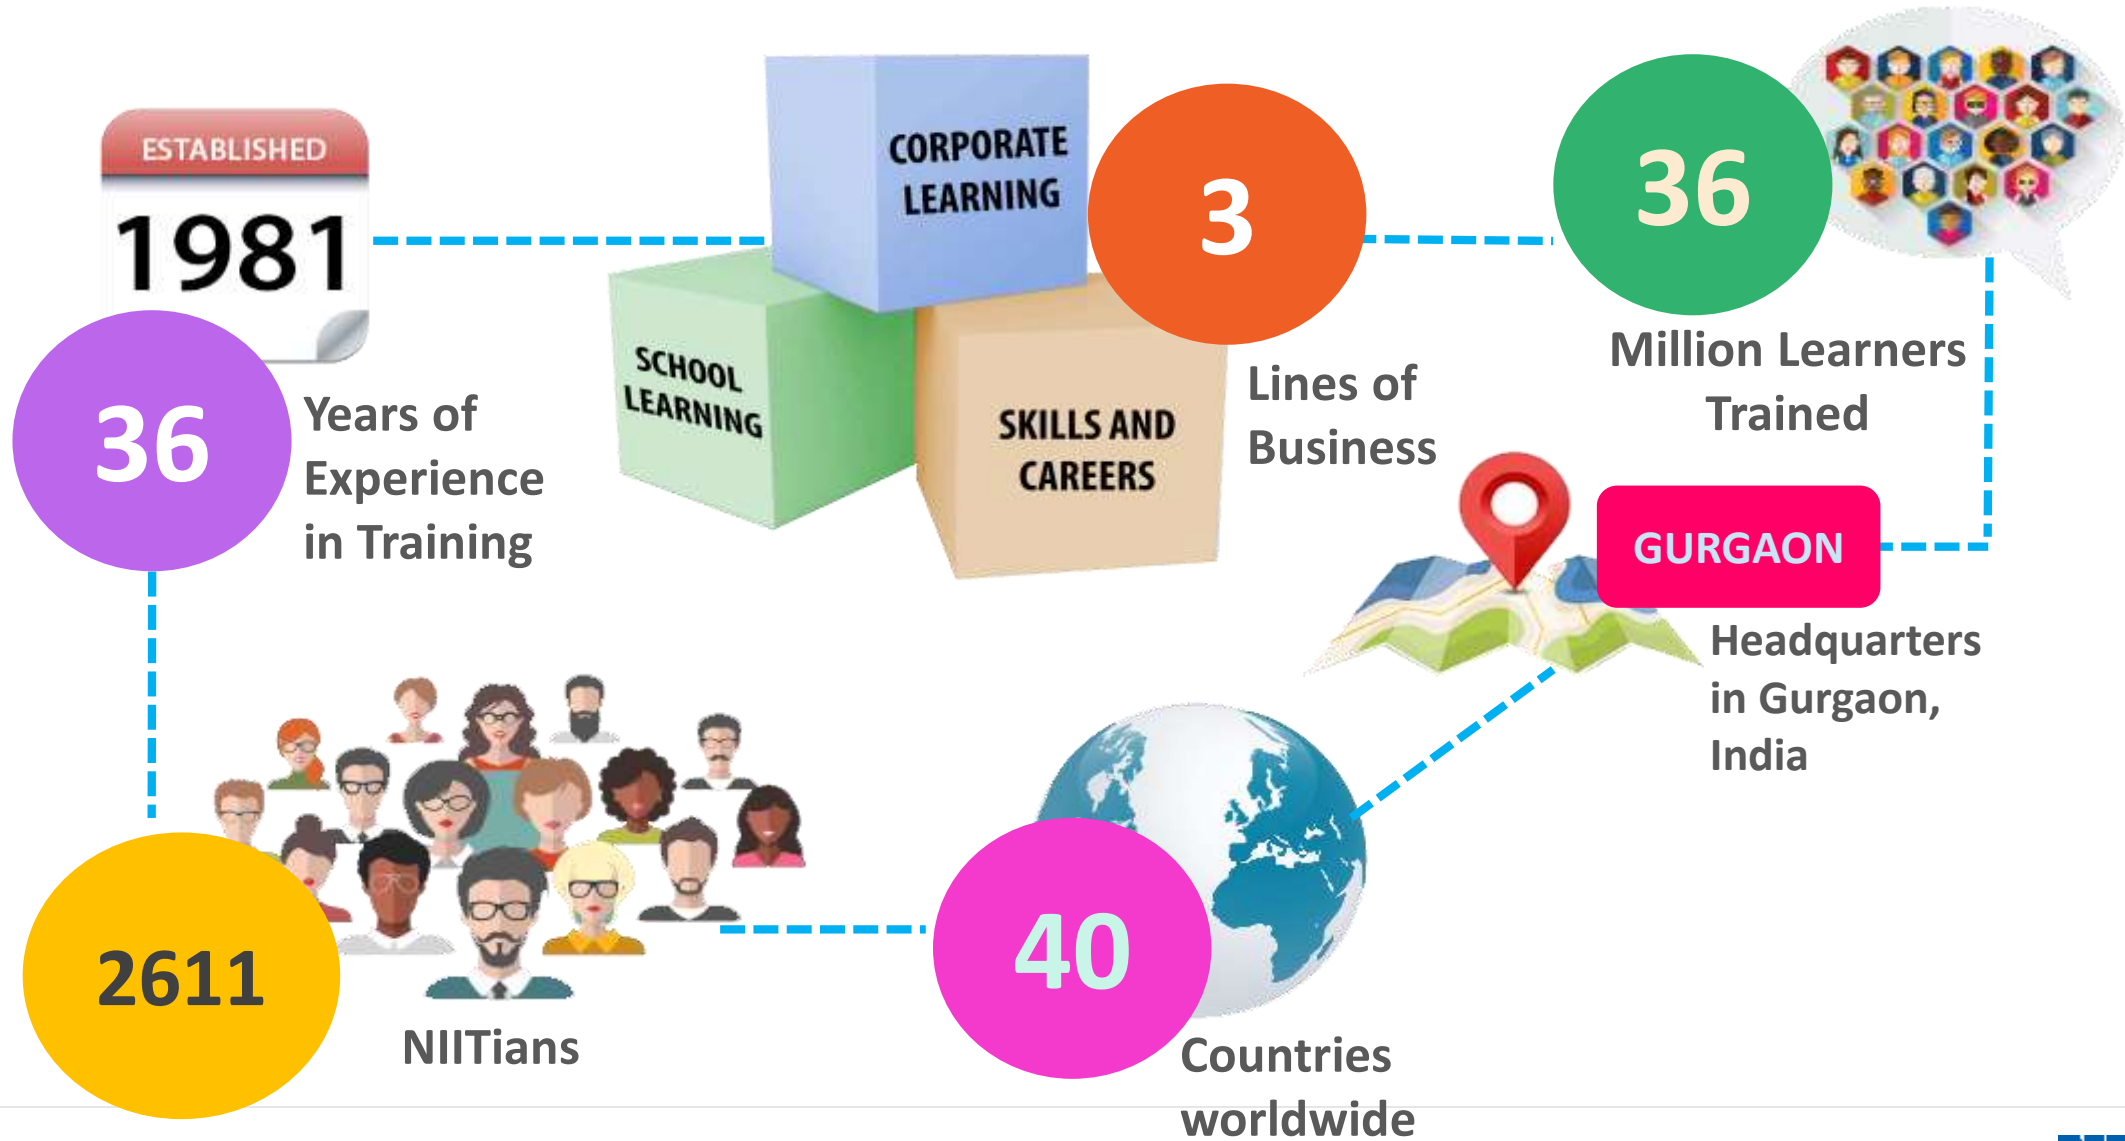 ESTABLISHED
1981
36
Years of
Experience
in Training
CORPORATE
LEARNING
SCHOOL
LEARNING
SKILLS AND
CAREERS
3
Lines of
Business
36
Million Learners
Trained
GURGAON
Headquarters
in Gurgaon,
India
40
Countries
worldwide
2611
NIITians